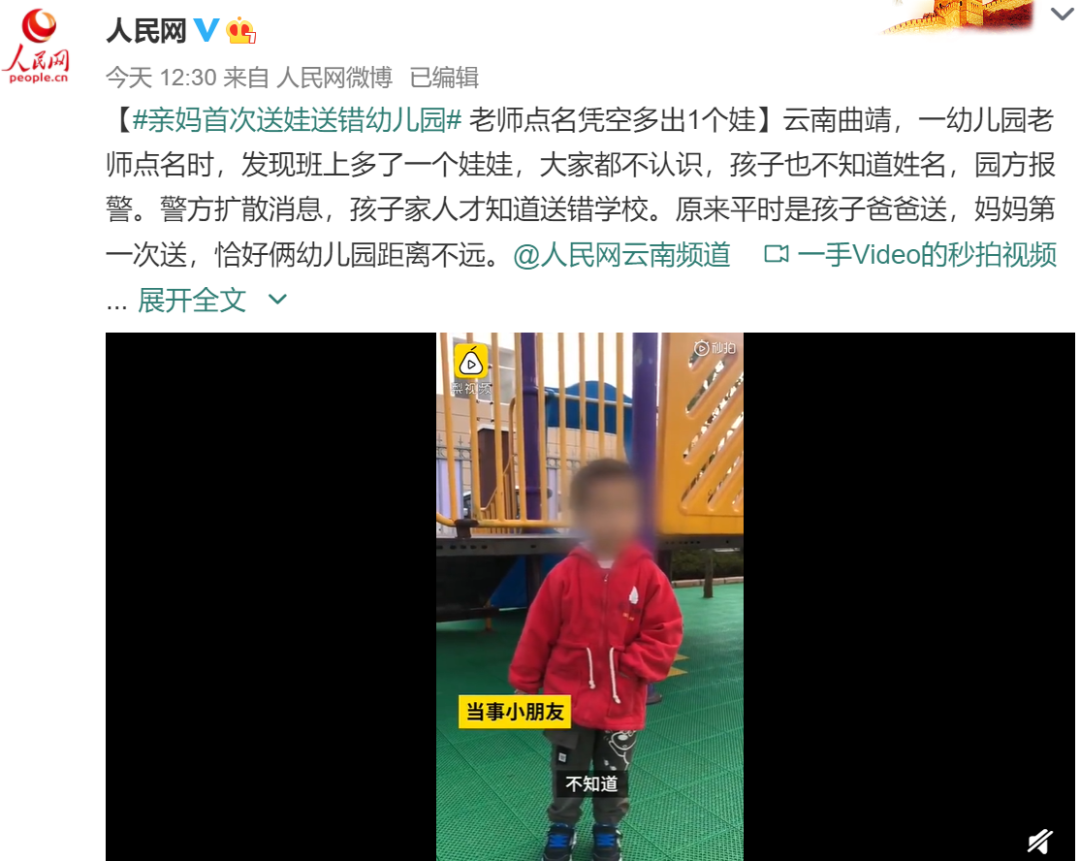 人民网
people.cn
人民网
今天 12:30 来自 人民网微博 已编辑
【#亲妈首次送娃送错幼儿园# 老师点名凭空多出1个娃】云南曲靖，一幼儿园老
师点名时，发现班上多了一个娃娃，大家都不认识，孩子也不知道姓名，园方报
警。警方扩散消息，孩子家人才知道送错学校。原来平时是孩子爸爸送，妈妈第
一次送，恰好俩幼儿园距离不远。@人民网云南频道 一手Video的秒拍视频
... 展开全文
梨视频
秒拍
当事小朋友
不知道